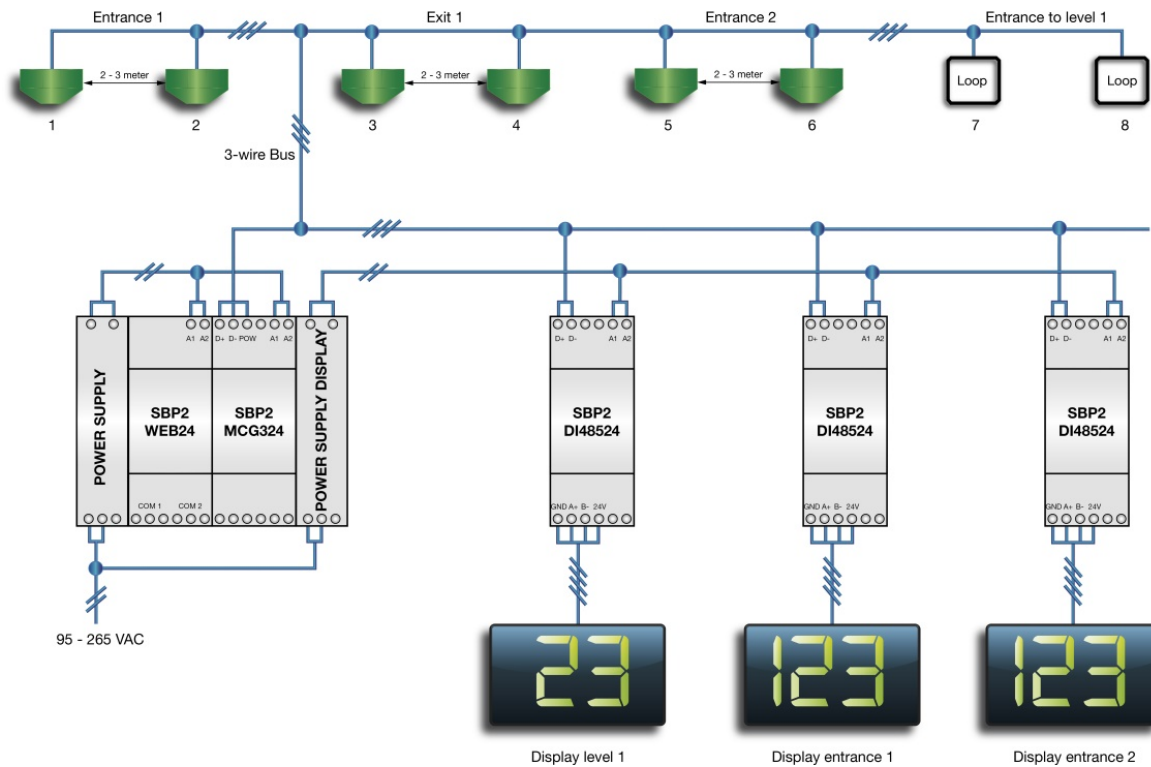 Entrance 1
Exit 1
Entrance 2
Entrance to level 1
2 - 3 meter
2 - 3 meter
2 - 3 meter
Loop
Loop
1
2
3
4
5
6
7
8
3-wire Bus
POWER SUPPLY
A1 A2
SBP2
WEB24
COM 1 COM 2
D+ D- POW A1 A2
SBP2
MCG324
POWER SUPPLY DISPLAY
D+ D- A1 A2
SBP2
DI48524
GND A+ B- 24V
D+ D- A1 A2
SBP2
DI48524
GND A+ B- 24V
D+ D- A1 A2
SBP2
DI48524
GND A+ B- 24V
95 - 265 VAC
23
123
123
Display level 1
Display entrance 1
Display entrance 2